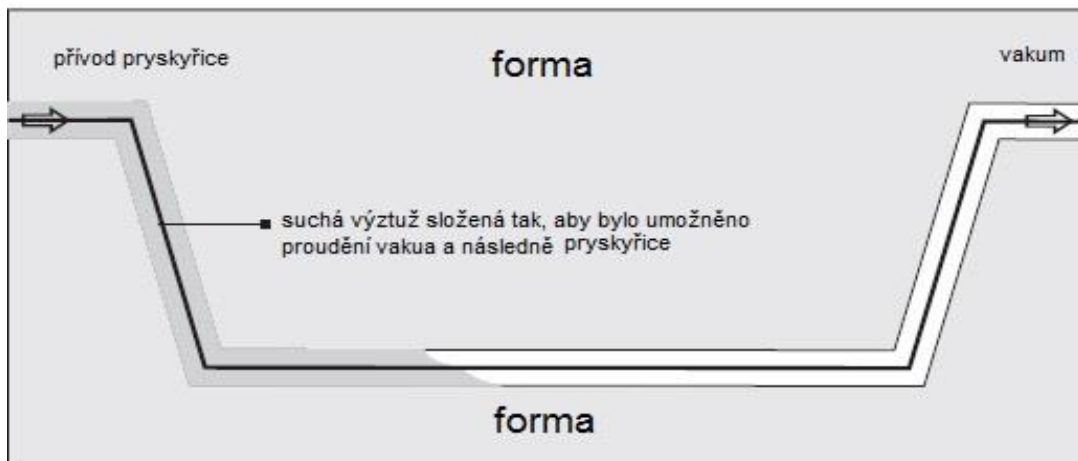 přívod pryskyřice
forma
vakum
suchá výztuž složená tak, aby bylo umožněno
proudění vakua a následně pryskyřice
forma